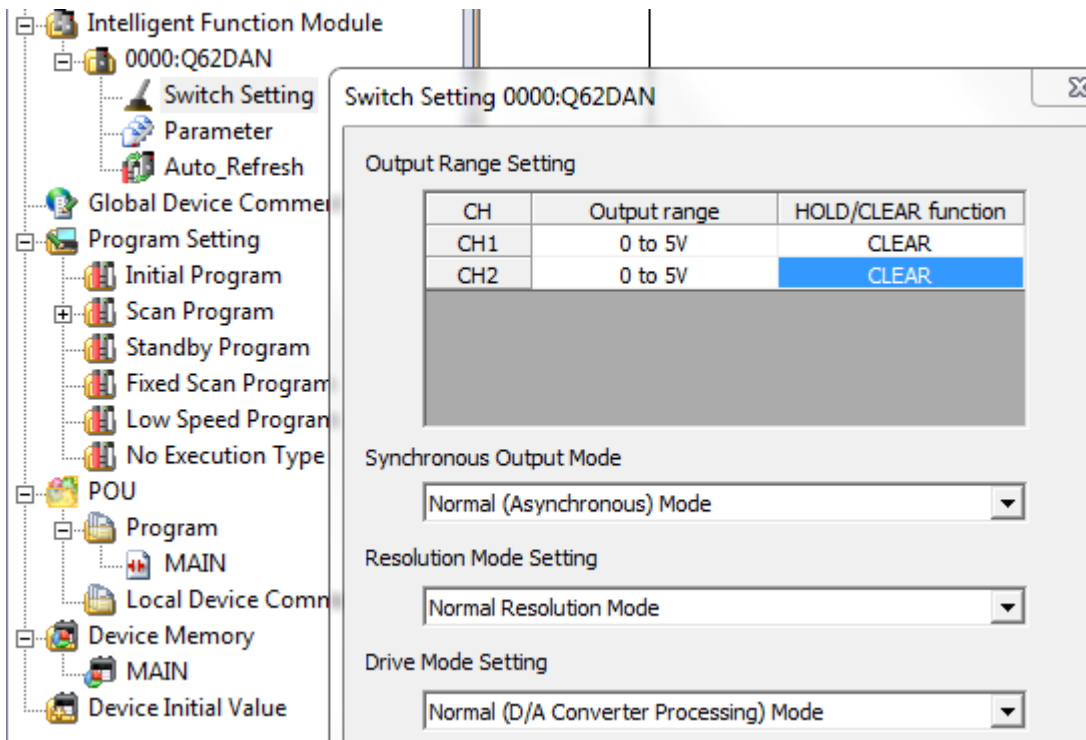 Intelligent Function Module
0000:Q62DAN
Switch Setting
Parameter
Auto_Refresh
Global Device Commer
Program Setting
Initial Program
Scan Program
Standby Program
Fixed Scan Program
Low Speed Program
No Execution Type
POU
Program
MAIN
Local Device Comm
Device Memory
MAIN
Device Initial Value
Switch Setting 0000:Q62DAN
Output Range Setting
CH Output range HOLD/CLEAR function
CH1 0 to 5V CLEAR
CH2 0 to 5V CLEAR
Synchronous Output Mode
Normal (Asynchronous) Mode
Resolution Mode Setting
Normal Resolution Mode
Drive Mode Setting
Normal (D/A Converter Processing) Mode